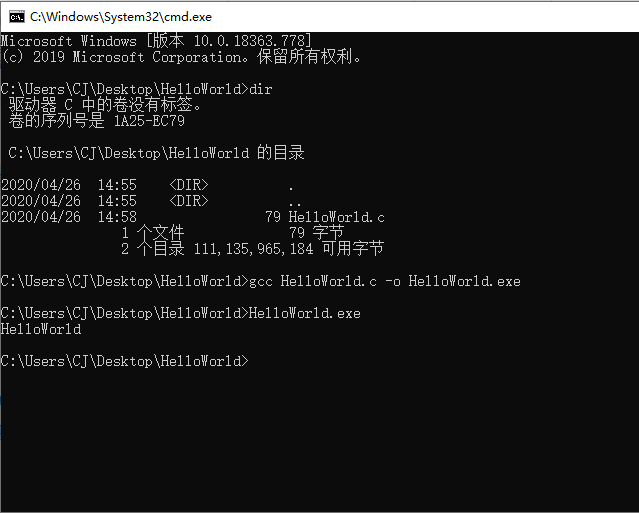 C:\Windows\System32\cmd.exe
Microsoft Windows [版本 10.0.18363.778]
(c) 2019 Microsoft Corporation。保留所有权利。
C:\Users\CJ\Desktop\HelloWorld>dir
驱动器 C 中的卷没有标签。
卷的序列号是 1A25-EC79
C:\Users\CJ\Desktop\HelloWorld 的目录
2020/04/26  14:55    <DIR>          .
2020/04/26  14:55    <DIR>          ..
2020/04/26  14:58                79 HelloWorld.c
1 个文件             79 字节
2 个目录 111,135,965,184 可用字节
C:\Users\CJ\Desktop\HelloWorld>gcc HelloWorld.c -o HelloWorld.exe
C:\Users\CJ\Desktop\HelloWorld>HelloWorld.exe
HelloWorld
C:\Users\CJ\Desktop\HelloWorld>